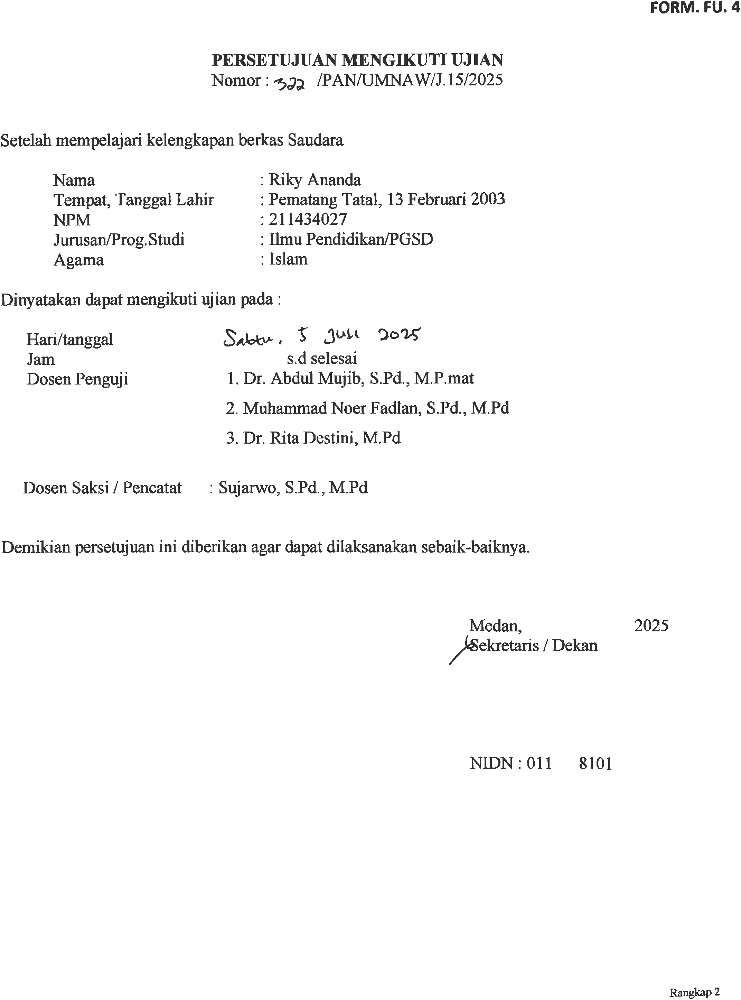 FORM. FU. 4
PERSETUJUAN MENGIKUTI UJIAN
Nomor : 322 /PAN/UMNAW/J.15/2025
Setelah mempelajari kelengkapan berkas Saudara
Nama : Riky Ananda
Tempat, Tanggal Lahir : Pematang Tatal, 13 Februari 2003
NPM : 211434027
Jurusan/Prog.Studi : Ilmu Pendidikan/PGSD
Agama : Islam
Dinyatakan dapat mengikuti ujian pada :
Hari/tanggal Sabtu, 5 Juli 2025
Jam s.d selesai
Dosen Penguji 1. Dr. Abdul Mujib, S.Pd., M.P.mat
2. Muhammad Noer Fadlan, S.Pd., M.Pd
3. Dr. Rita Destini, M.Pd
Dosen Saksi / Pencatat : Sujarwo, S.Pd., M.Pd
Demikian persetujuan ini diberikan agar dapat dilaksanakan sebaik-baiknya.
Medan, 2025
Sekretaris / Dekan
NIDN : 011 8101
Rangkap 2